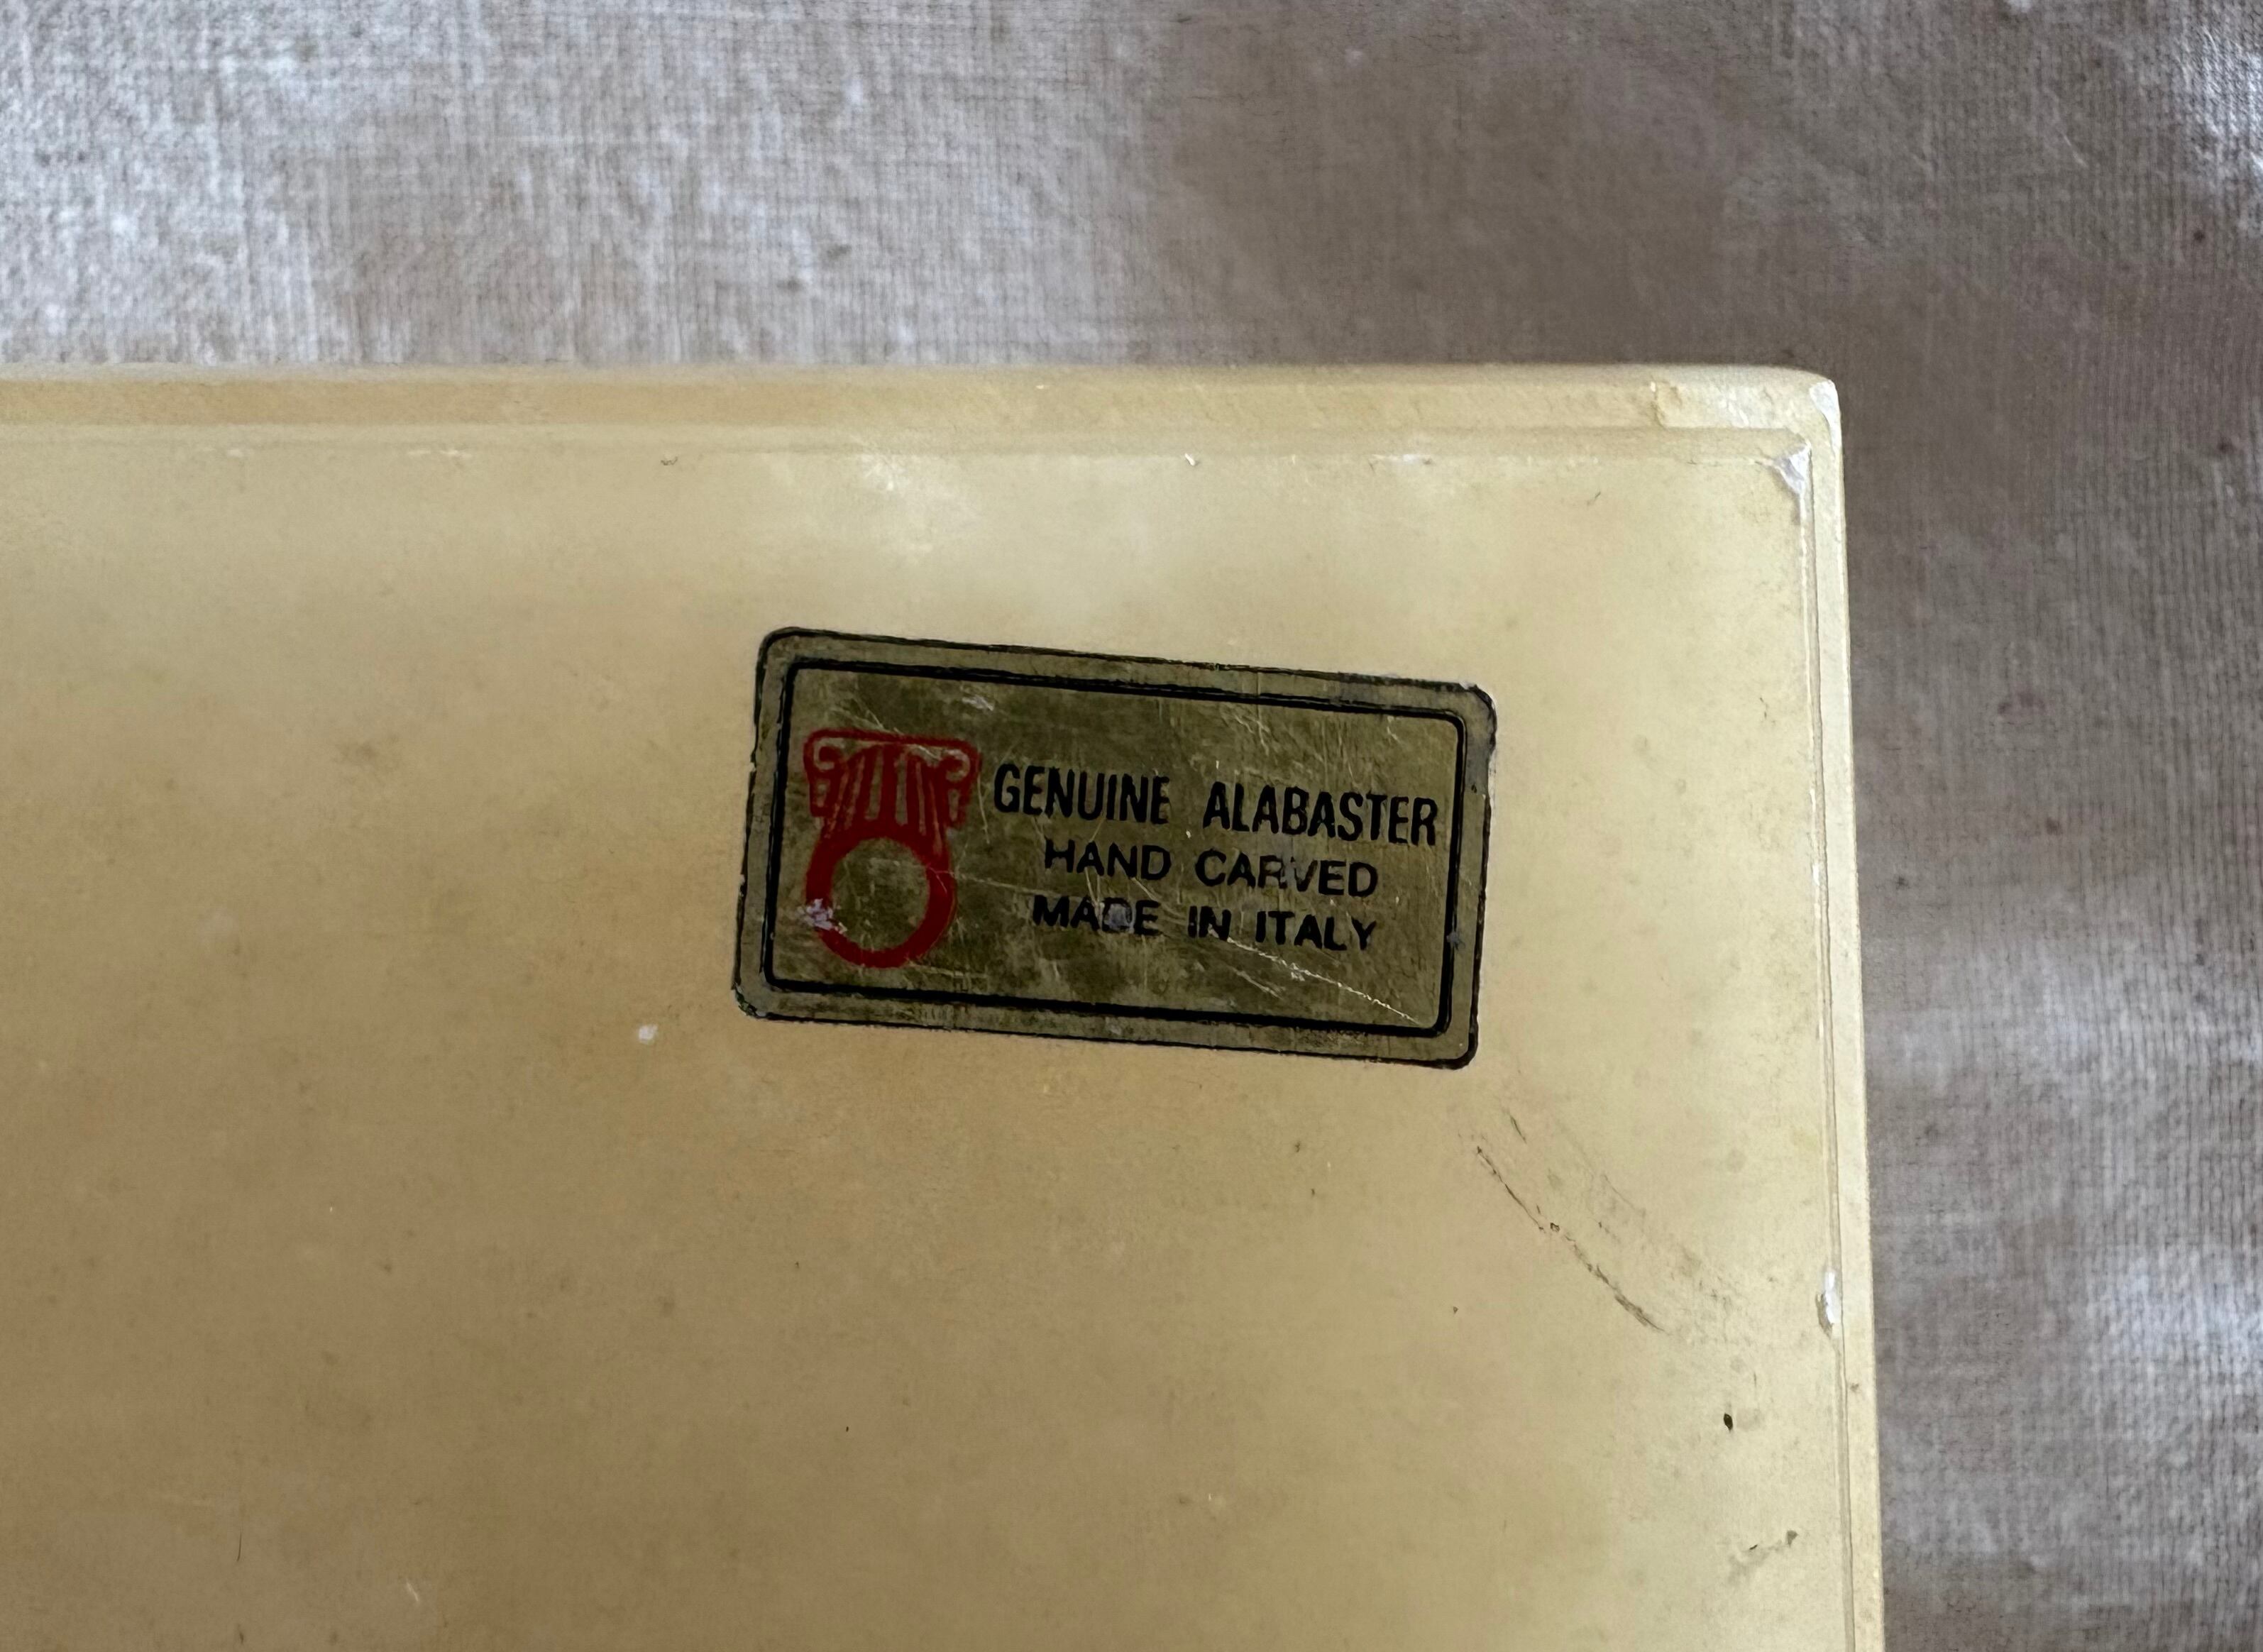 GENUINE ALABASTER
HAND CARVED
MADE IN ITALY